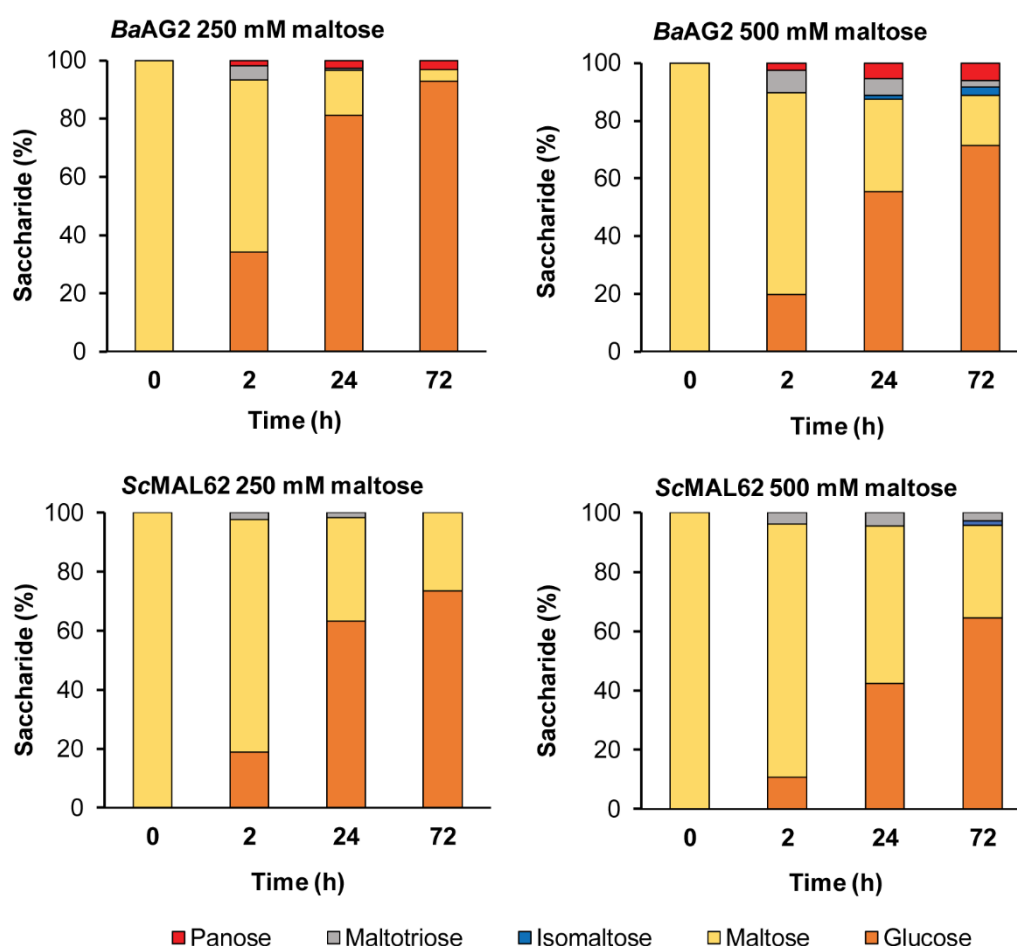 BaAG2 250 mM maltose
100
80
60
40
20
0
Saccharide (%)
0 2 24 72
Time (h)
BaAG2 500 mM maltose
100
80
60
40
20
0
Saccharide (%)
0 2 24 72
Time (h)
ScMAL62 250 mM maltose
100
80
60
40
20
0
Saccharide (%)
0 2 24 72
Time (h)
ScMAL62 500 mM maltose
100
80
60
40
20
0
Saccharide (%)
0 2 24 72
Time (h)
Panose Maltotriose Isomaltose Maltose Glucose